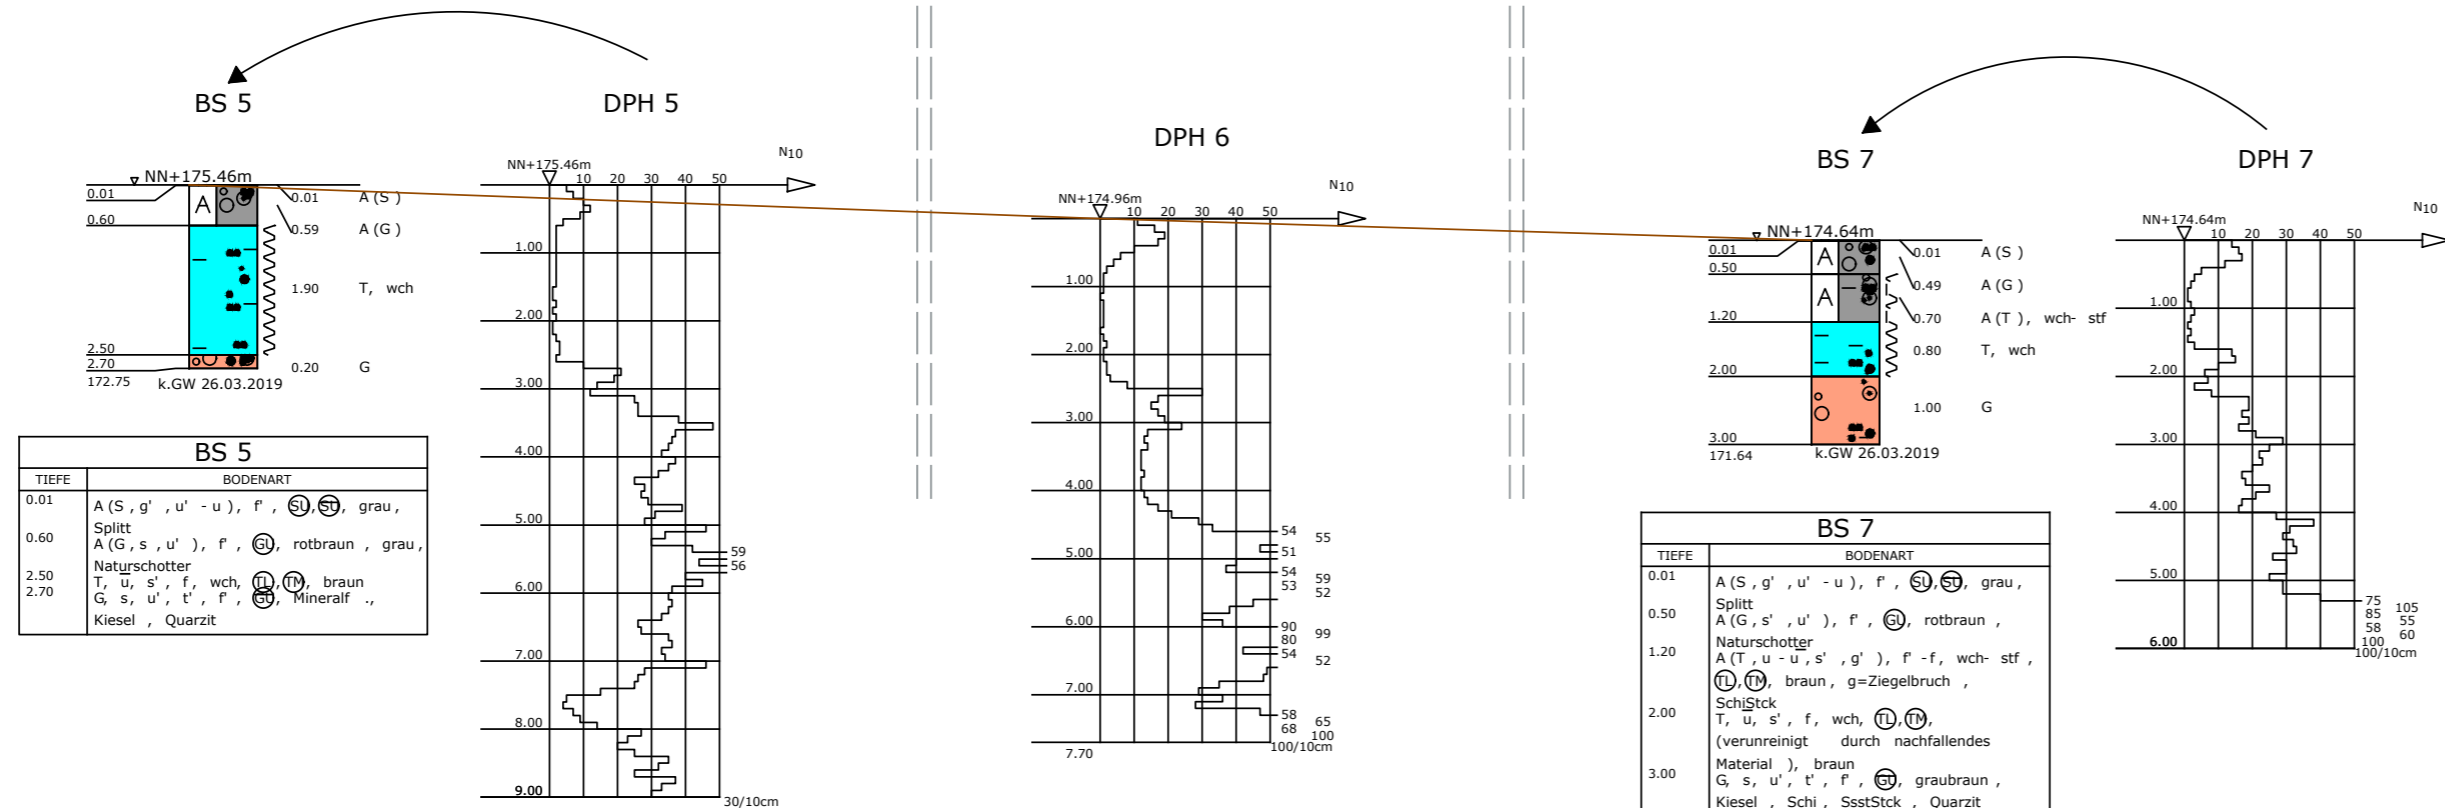 BS 5
NN+175.46m
0.01
0.60
2.50
2.70
172.75
A
0.01 A (S )
0.59 A (G )
1.90 T, wch
0.20 G
k.GW 26.03.2019
BS 5
TIEFE BODENART
0.01 A (S , g' , u' - u ), f' , SU, SU̅, grau ,
Splitt
0.60 A (G , s , u' ), f' , GU, rotbraun , grau ,
Naturschotter
2.50 T, u̅, s' , f, wch, TL, TM, braun
2.70 G, s, u' , t' , f' , GU̅, Mineralf .,
Kiesel , Quarzit
DPH 5
NN+175.46m
N10
10 20 30 40 50
1.00
2.00
3.00
4.00
5.00
59
56
6.00
7.00
8.00
9.00
30/10cm
DPH 6
NN+174.96m
N10
10 20 30 40 50
1.00
2.00
3.00
4.00
54
55
51
5.00
54
59
53
52
6.00
90
99
80
54
52
7.00
58
65
68
100
100/10cm
7.70
BS 7
NN+174.64m
0.01
0.50
1.20
2.00
3.00
171.64
A
A
0.01 A (S )
0.49 A (G )
0.70 A (T ), wch- stf
0.80 T, wch
1.00 G
k.GW 26.03.2019
BS 7
TIEFE BODENART
0.01 A (S , g' , u' - u ), f' , SU, SU̅, grau ,
Splitt
0.50 A (G , s' , u' ), f' , GU, rotbraun ,
Naturschotter
1.20 A (T , u - u̅ , s' , g' ), f' - f, wch- stf ,
TL, TM, braun , g=Ziegelbruch ,
SchiStck
2.00 T, u̅, s' , f, wch, TL, TM,
(verunreinigt durch nachfallendes
Material ), braun
3.00 G, s, u' , t' , f' , GU̅, graubraun ,
Kiesel , Schi , SsstStck , Quarzit
DPH 7
NN+174.64m
N10
10 20 30 40 50
1.00
2.00
3.00
4.00
5.00
75
105
85
55
58
60
100
6.00
100/10cm